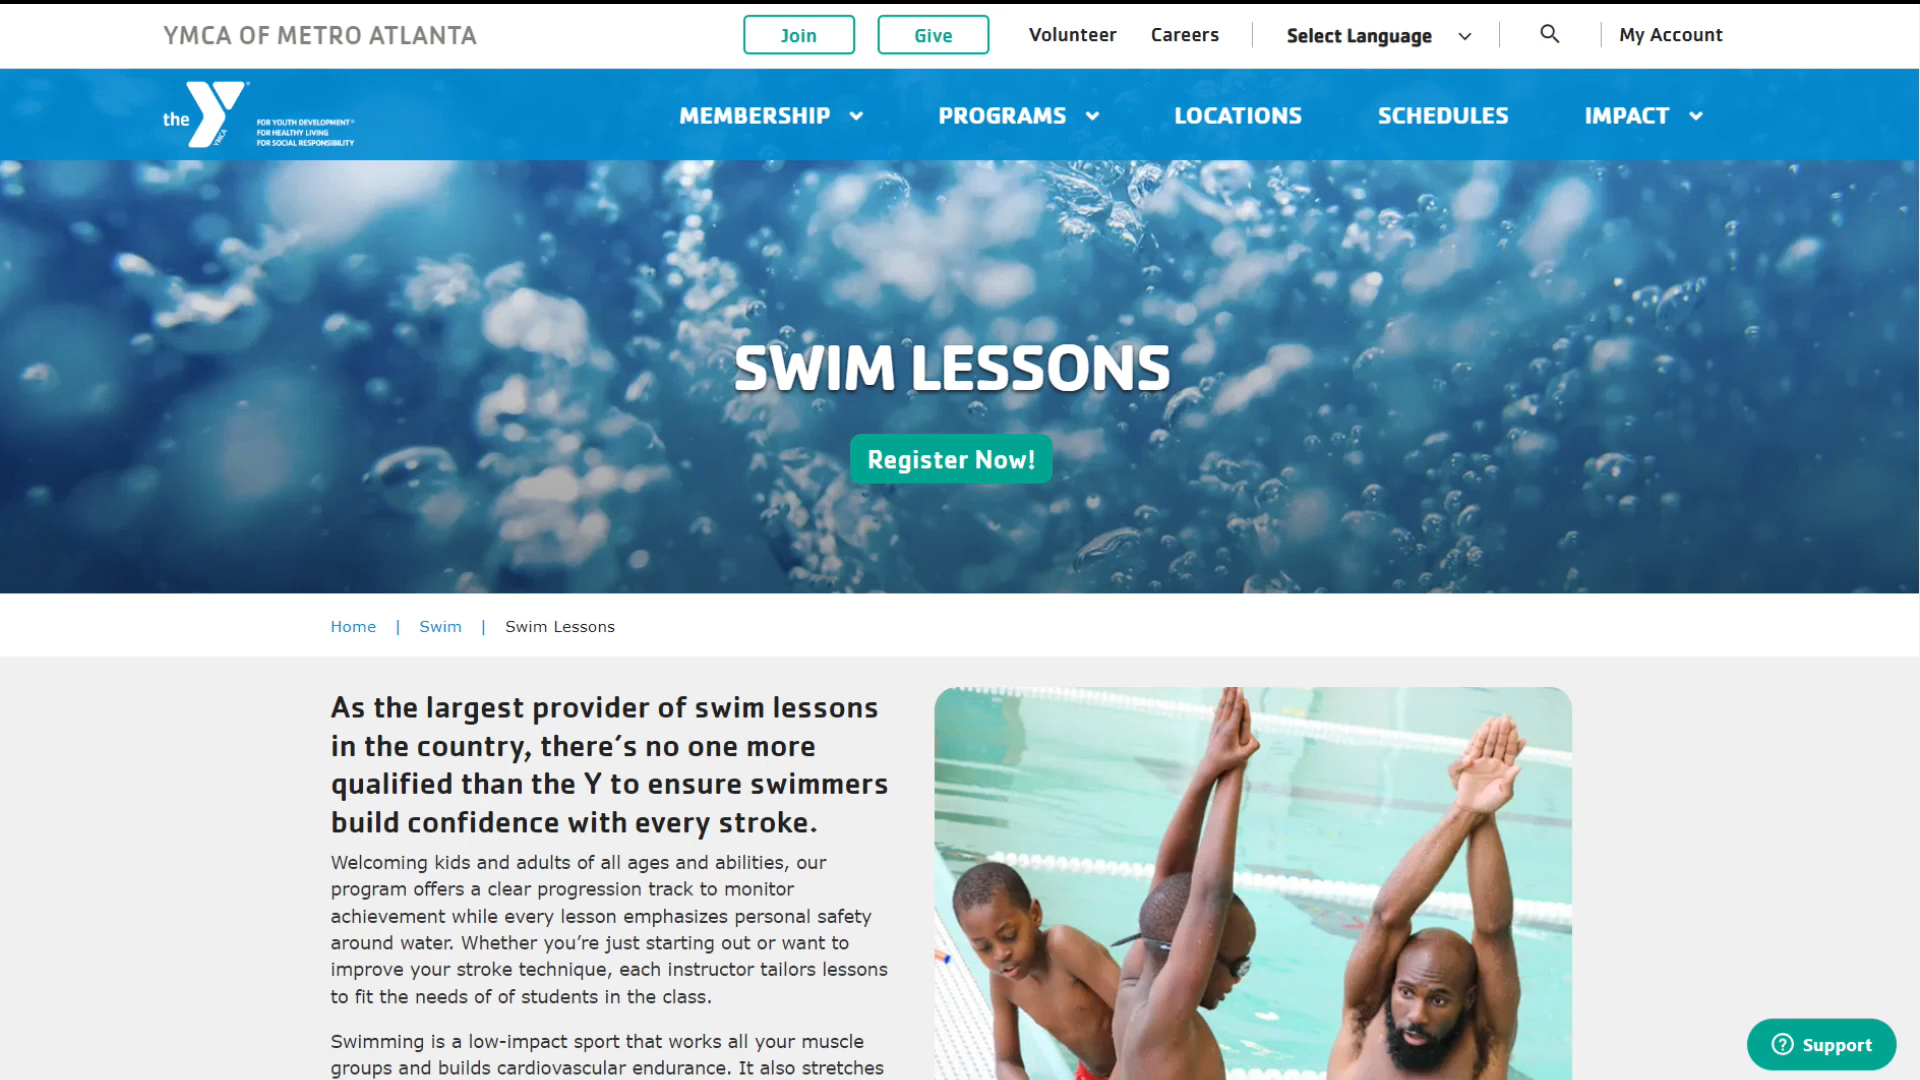 YMCA OF METRO ATLANTA
Join
Give
Volunteer
Careers
Select Language
My Account
the
YMCA
FOR YOUTH DEVELOPMENT®
FOR HEALTHY LIVING
FOR SOCIAL RESPONSIBILITY
MEMBERSHIP
PROGRAMS
LOCATIONS
SCHEDULES
IMPACT
SWIM LESSONS
Register Now!
Home | Swim | Swim Lessons
As the largest provider of swim lessons
in the country, there’s no one more
qualified than the Y to ensure swimmers
build confidence with every stroke.
Welcoming kids and adults of all ages and abilities, our
program offers a clear progression track to monitor
achievement while every lesson emphasizes personal safety
around water. Whether you’re just starting out or want to
improve your stroke technique, each instructor tailors lessons
to fit the needs of of students in the class.
Swimming is a low-impact sport that works all your muscle
groups and builds cardiovascular endurance. It also stretches
Support